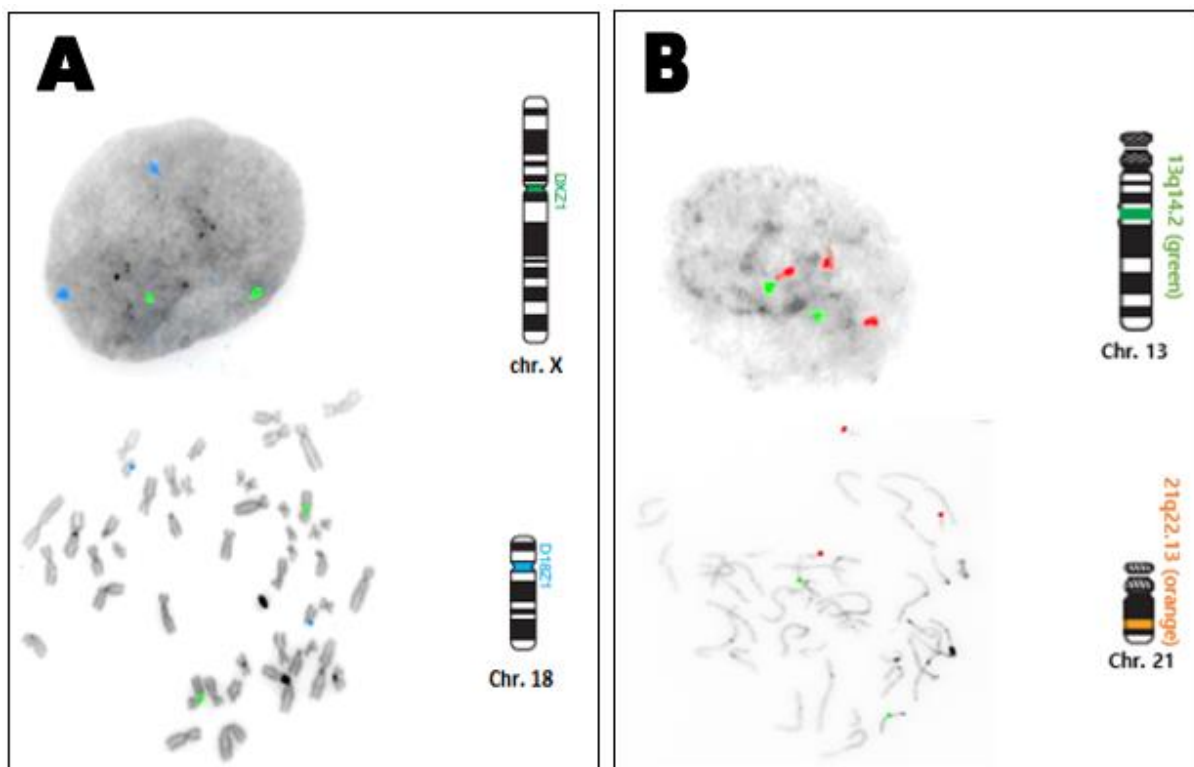 A
DXZ1
chr. X
D18Z1
Chr. 18
B
13q14.2 (green)
Chr. 13
21q22.13 (orange)
Chr. 21